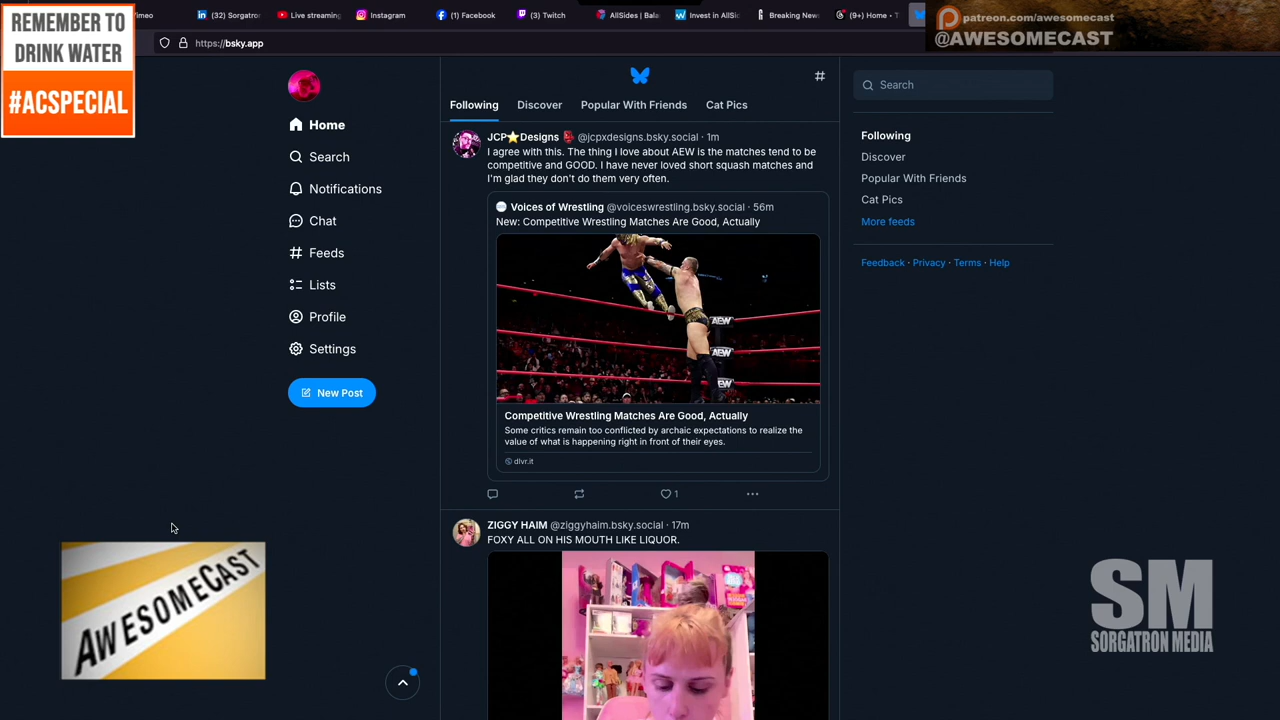 REMEMBER TO
DRINK WATER
#ACSPECIAL
Vimeo
(32) Sorgatron
Live streaming
Instagram
(1) Facebook
(3) Twitch
AllSides | Bala
Invest in AllSi
Breaking New
(9+) Home • T
patreon.com/awesomecast
@AWESOMECAST
https://bsky.app
Home
Search
Notifications
Chat
Feeds
Lists
Profile
Settings
New Post
Following
Discover
Popular With Friends
Cat Pics
JCP⭐Designs @jcpxdesigns.bsky.social · 1m
I agree with this. The thing I love about AEW is the matches tend to be
competitive and GOOD. I have never loved short squash matches and
I'm glad they don't do them very often.
Voices of Wrestling @voiceswrestling.bsky.social · 56m
New: Competitive Wrestling Matches Are Good, Actually
AEW
AEW
Competitive Wrestling Matches Are Good, Actually
Some critics remain too conflicted by archaic expectations to realize the
value of what is happening right in front of their eyes.
dlvr.it
1
ZIGGY HAIM @ziggyhaim.bsky.social · 17m
FOXY ALL ON HIS MOUTH LIKE LIQUOR.
Search
Following
Discover
Popular With Friends
Cat Pics
More feeds
Feedback · Privacy · Terms · Help
AWESOMECAST
SM
SORGATRON MEDIA